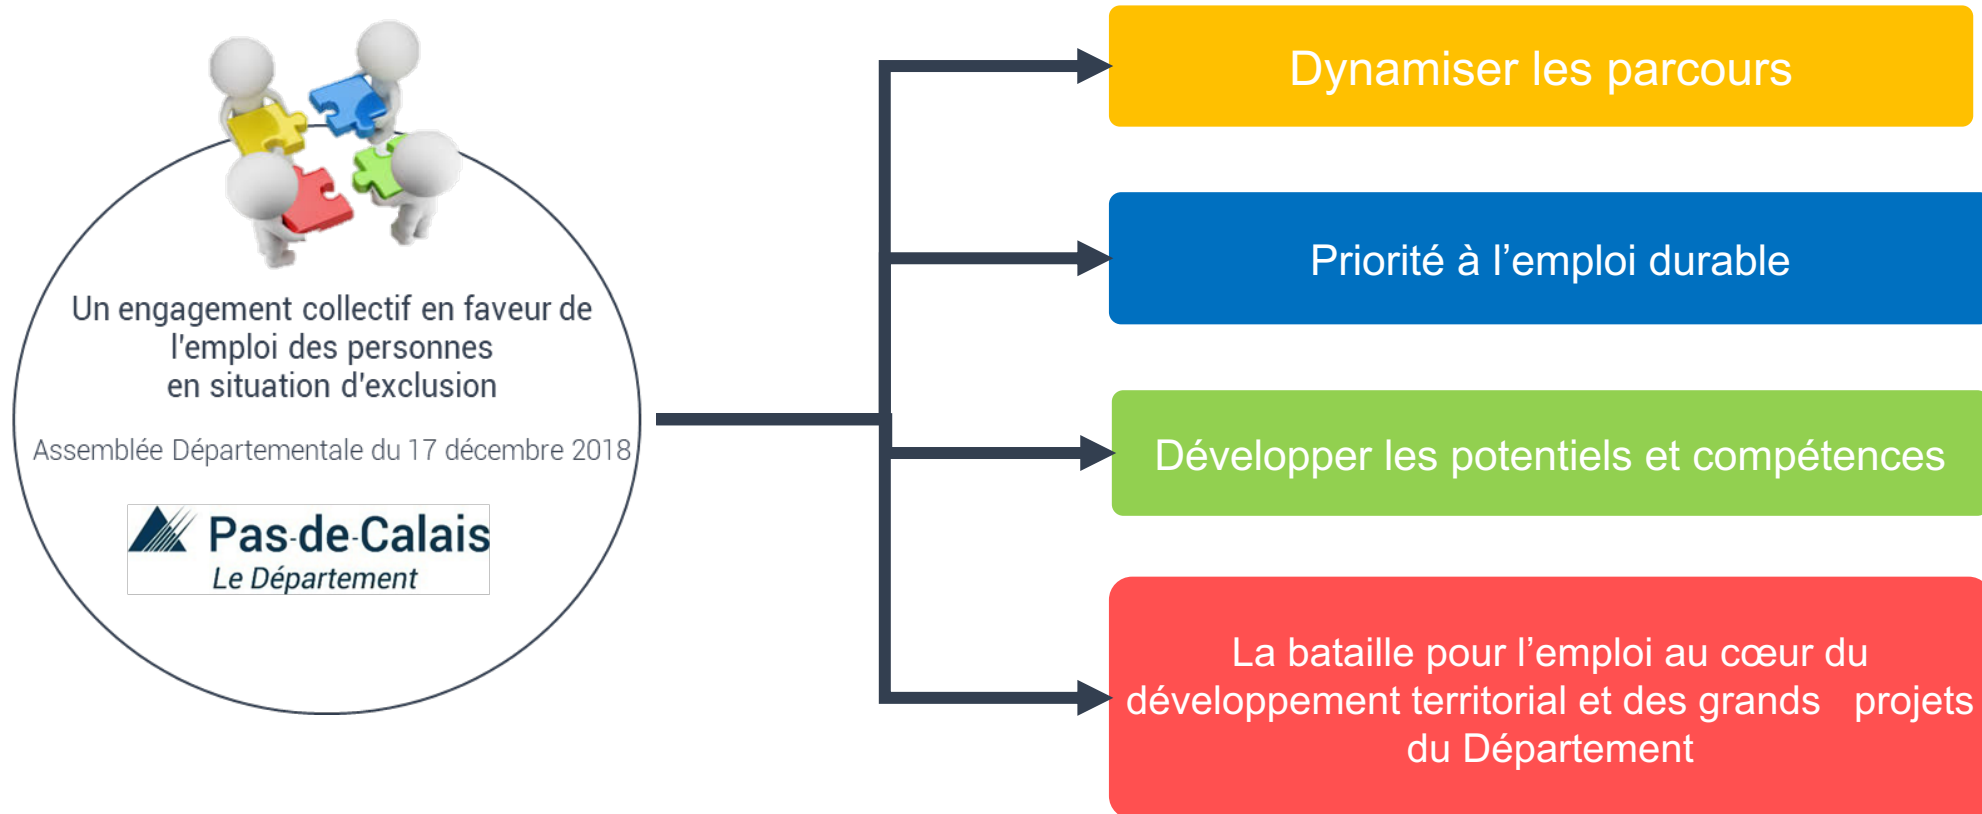 Un engagement collectif en faveur de
l'emploi des personnes
en situation d'exclusion
Assemblée Départementale du 17 décembre 2018
Pas-de-Calais
Le Département
Dynamiser les parcours
Priorité à l’emploi durable
Développer les potentiels et compétences
La bataille pour l’emploi au cœur du
développement territorial et des grands projets
du Département